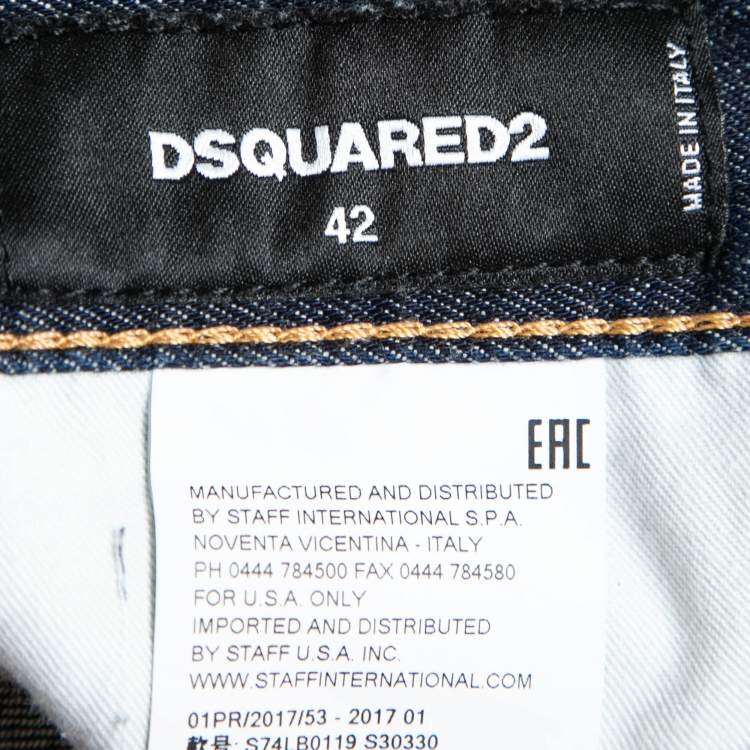 DSQUARED2
42
MADE IN ITALY
EAC
MANUFACTURED AND DISTRIBUTED
BY STAFF INTERNATIONAL S.P.A.
NOVENTA VICENTINA - ITALY
PH 0444 784500 FAX 0444 784580
FOR U.S.A. ONLY
IMPORTED AND DISTRIBUTED
BY STAFF U.S.A. INC.
WWW.STAFFINTERNATIONAL.COM
01PR/2017/53 - 2017 01
款号: S74LB0119 S30330